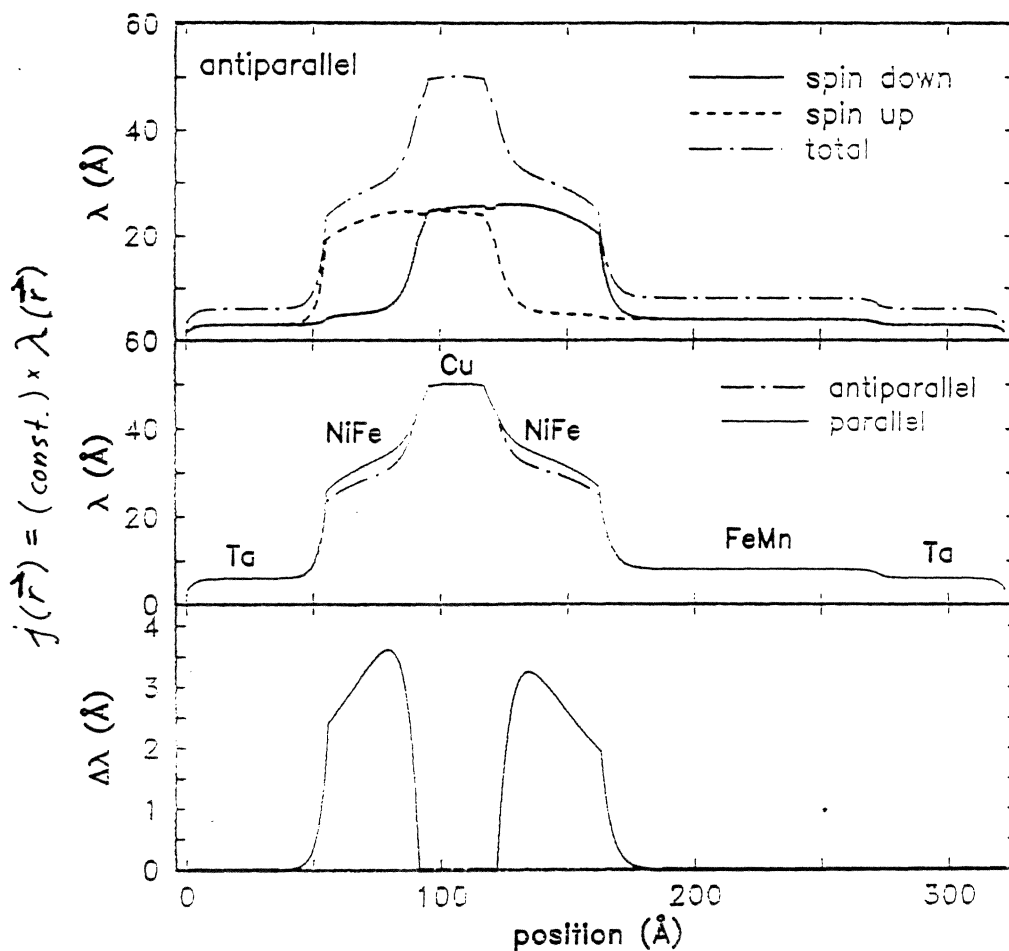 60
antiparallel
spin down
spin up
total
40
λ (Å)
20
0
60
Cu
antiparallel
parallel
NiFe
NiFe
40
λ (Å)
20
Ta
FeMn
Ta
0
j(r⃗) = (const.) × λ(r⃗)
4
3
Δλ (Å)
2
1
0
0
100
200
300
position (Å)